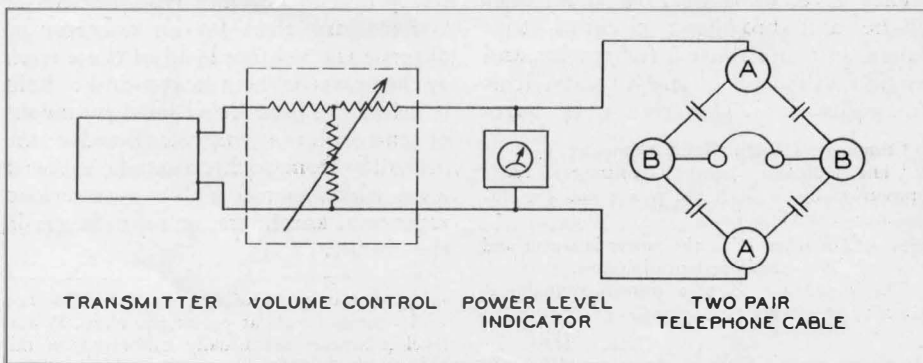 A
B
B
A
TRANSMITTER VOLUME CONTROL POWER LEVEL INDICATOR TWO PAIR TELEPHONE CABLE